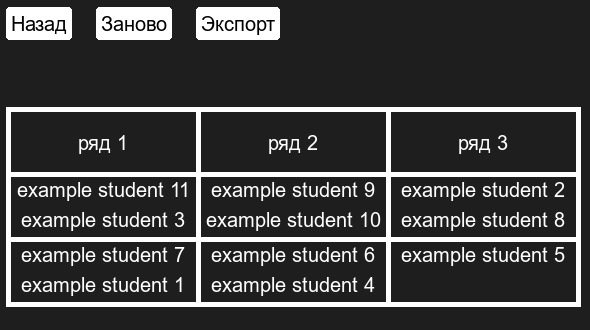 Назад Заново Экспорт
ряд 1 ряд 2 ряд 3
example student 11 example student 9 example student 2
example student 3 example student 10 example student 8
example student 7 example student 6 example student 5
example student 1 example student 4